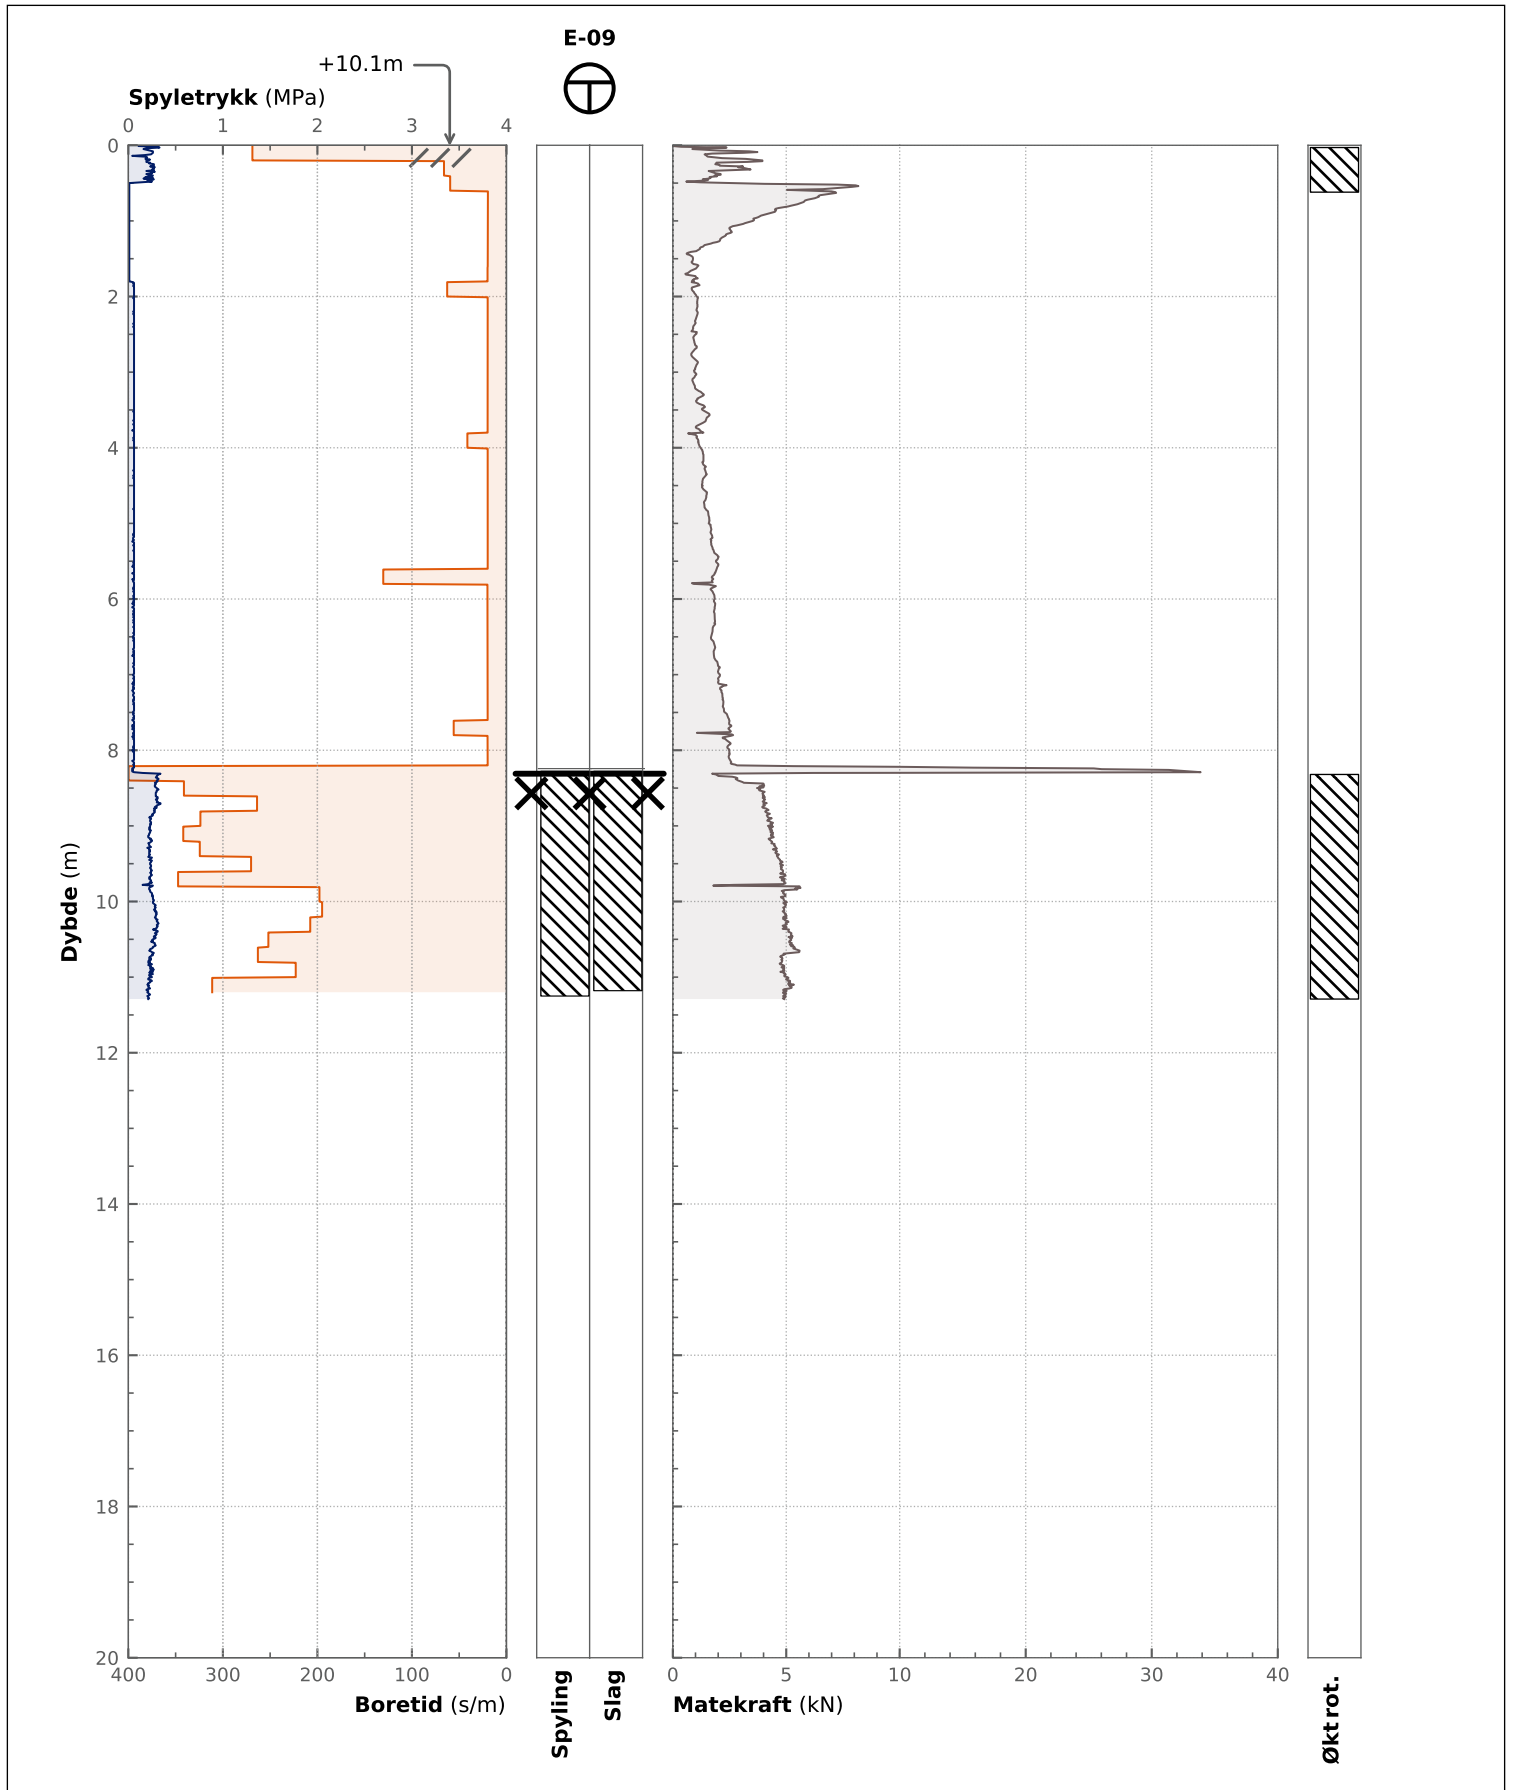 E-09
+10.1m
Spyletrykk (MPa)
0 1 2 3 4
0
2
4
6
8
10
12
14
16
18
20
Dybde (m)
400 300 200 100 0
Boretid (s/m)
Spyling
Slag
0 5 10 20 30 40
Matekraft (kN)
Økt rot.